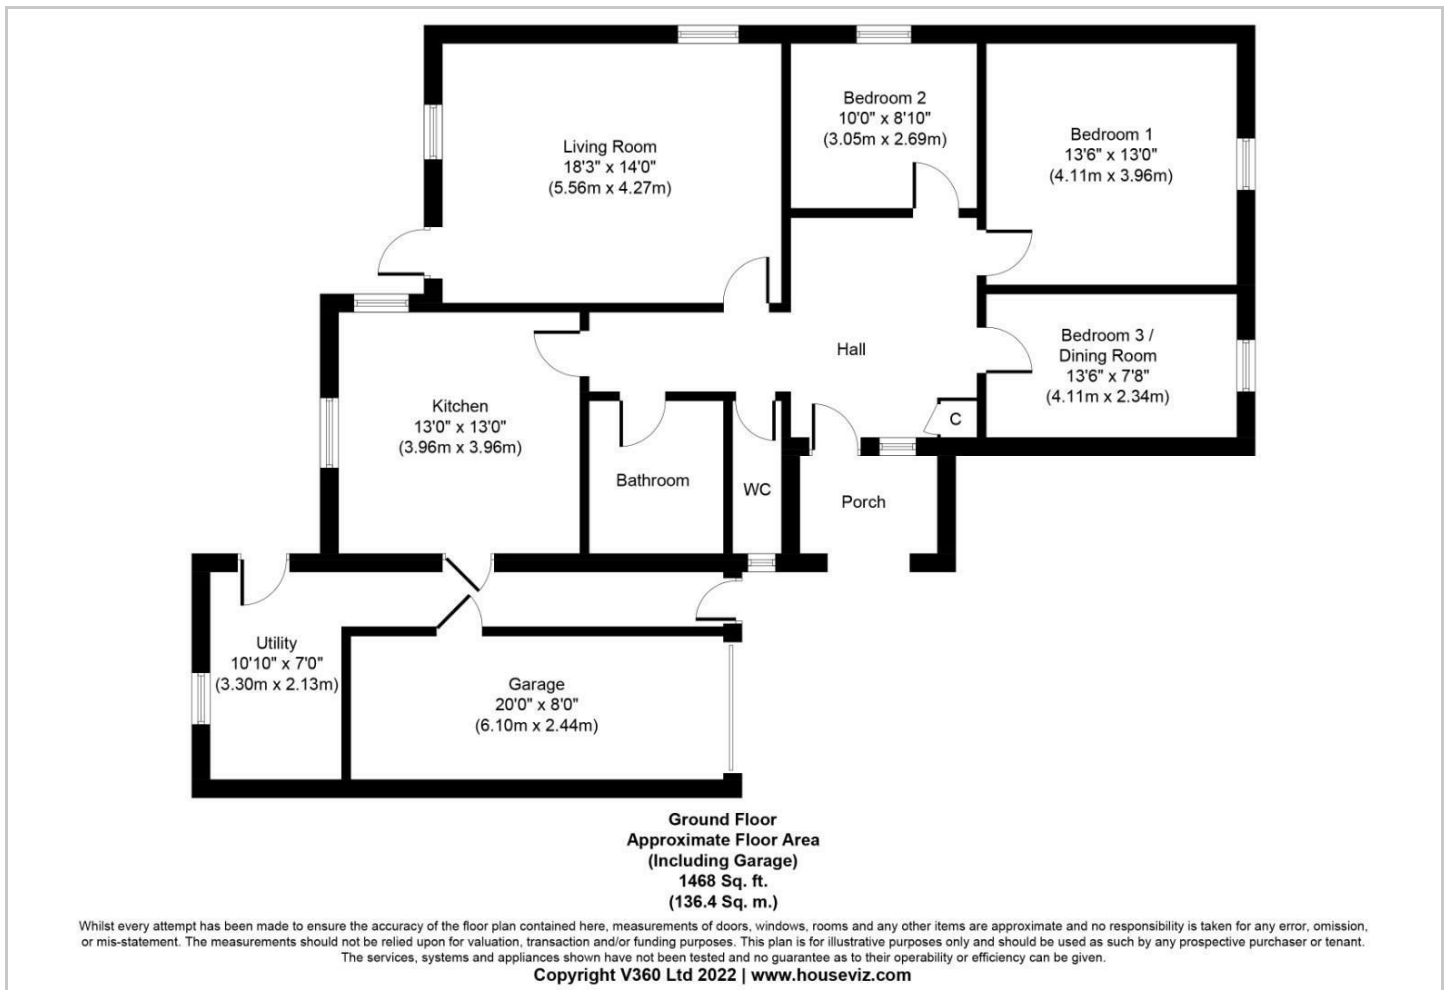 Living Room
18'3" x 14'0"
(5.56m x 4.27m)
Bedroom 2
10'0" x 8'10"
(3.05m x 2.69m)
Bedroom 1
13'6" x 13'0"
(4.11m x 3.96m)
Hall
Bedroom 3 /
Dining Room
13'6" x 7'8"
(4.11m x 2.34m)
C
Kitchen
13'0" x 13'0"
(3.96m x 3.96m)
Bathroom
WC
Porch
Utility
10'10" x 7'0"
(3.30m x 2.13m)
Garage
20'0" x 8'0"
(6.10m x 2.44m)
Ground Floor
Approximate Floor Area
(Including Garage)
1468 Sq. ft.
(136.4 Sq. m.)
Whilst every attempt has been made to ensure the accuracy of the floor plan contained here, measurements of doors, windows, rooms and any other items are approximate and no responsibility is taken for any error, omission,
or mis-statement. The measurements should not be relied upon for valuation, transaction and/or funding purposes. This plan is for illustrative purposes only and should be used as such by any prospective purchaser or tenant.
The services, systems and appliances shown have not been tested and no guarantee as to their operability or efficiency can be given.
Copyright V360 Ltd 2022 | www.houseviz.com